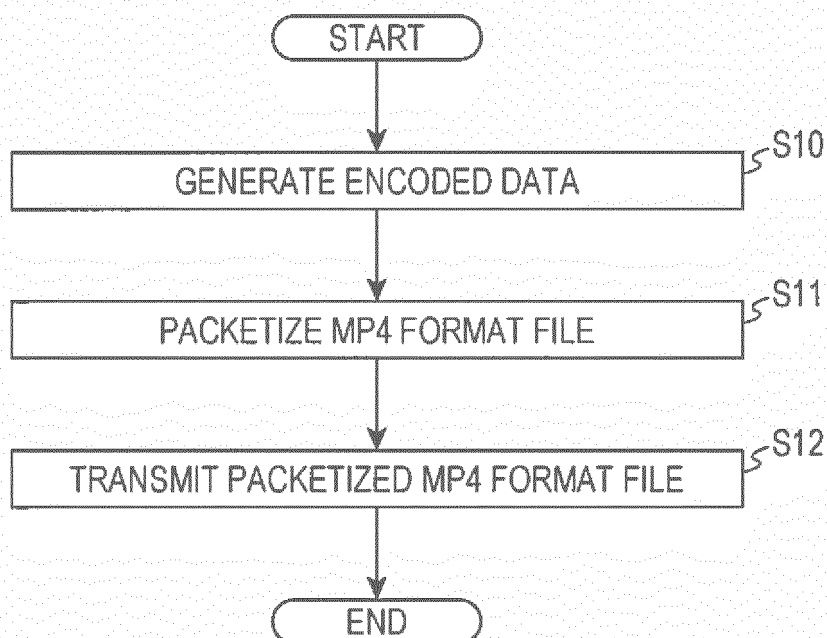 START
GENERATE ENCODED DATA
S10
PACKETIZE MP4 FORMAT FILE
S11
TRANSMIT PACKETIZED MP4 FORMAT FILE
S12
END